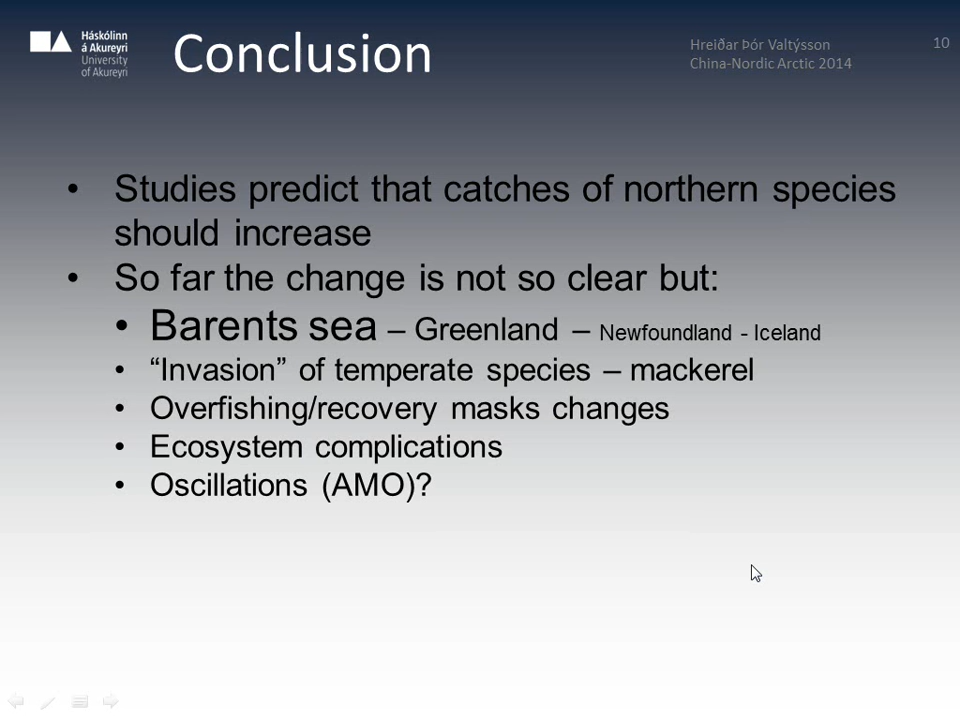 Háskólinn
á Akureyri
University
of Akureyri
Conclusion
Hreiðar Þór Valtýsson
China-Nordic Arctic 2014
10
• Studies predict that catches of northern species
should increase
• So far the change is not so clear but:
• Barents sea – Greenland – Newfoundland - Iceland
• “Invasion” of temperate species – mackerel
• Overfishing/recovery masks changes
• Ecosystem complications
• Oscillations (AMO)?